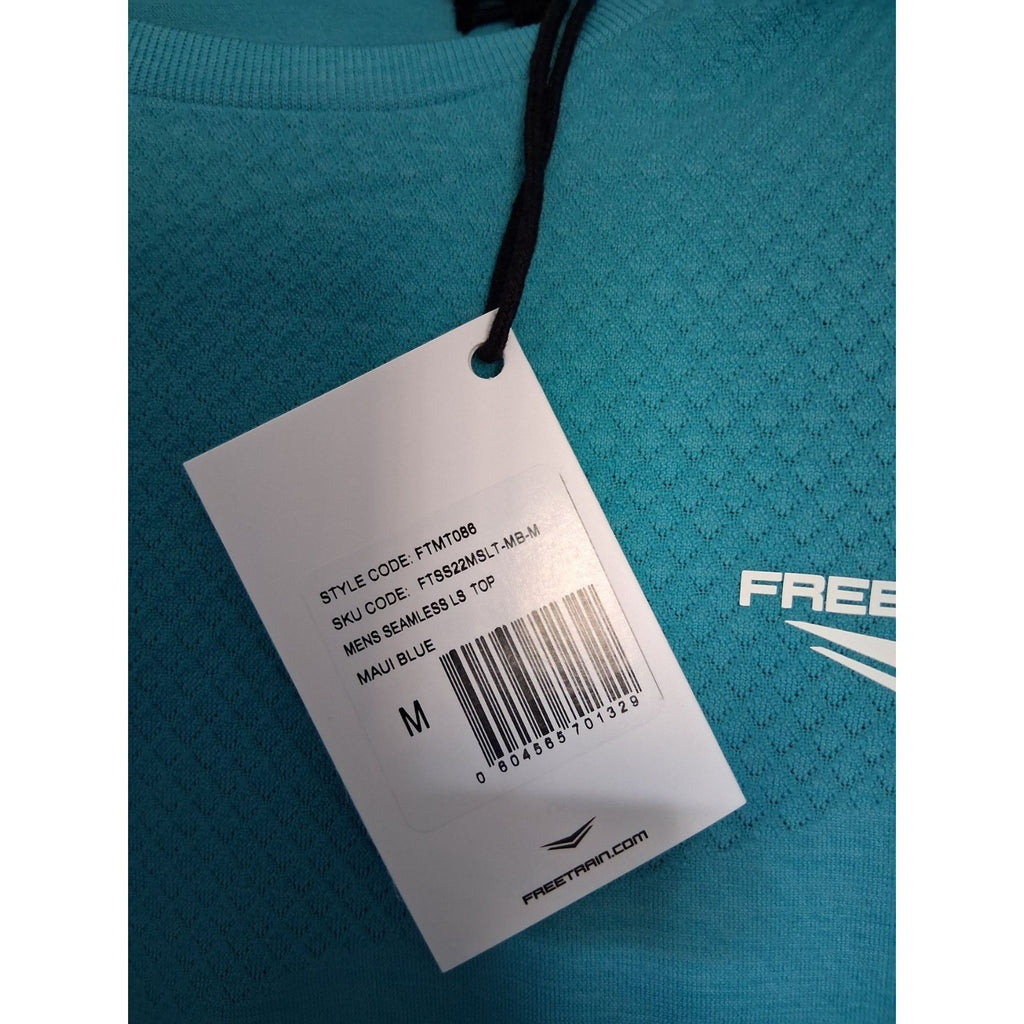 STYLE CODE: FTMT086
SKU CODE: FTSS22MSLT-MB-M
MENS SEAMLESS LS TOP
MAUI BLUE
M
0 604565 701329
FREETRAIN.COM
FREE